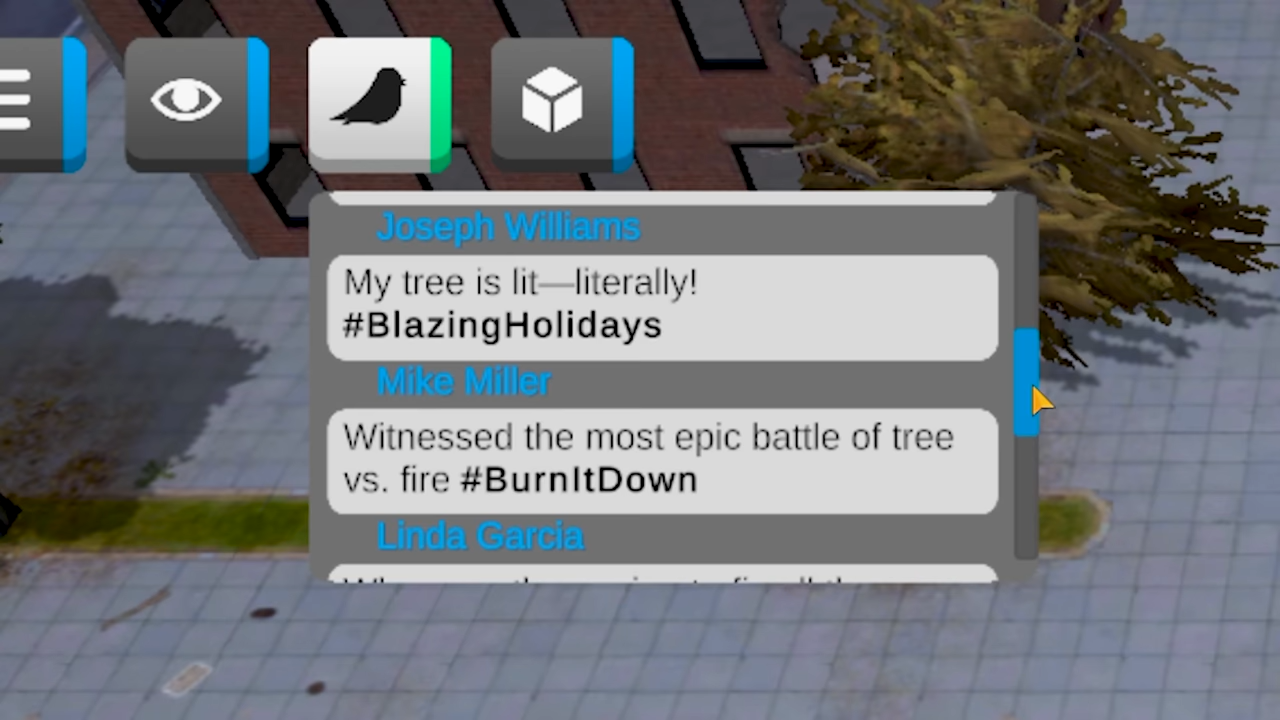 Joseph Williams
My tree is lit—literally!
#BlazingHolidays
Mike Miller
Witnessed the most epic battle of tree
vs. fire #BurnItDown
Linda Garcia